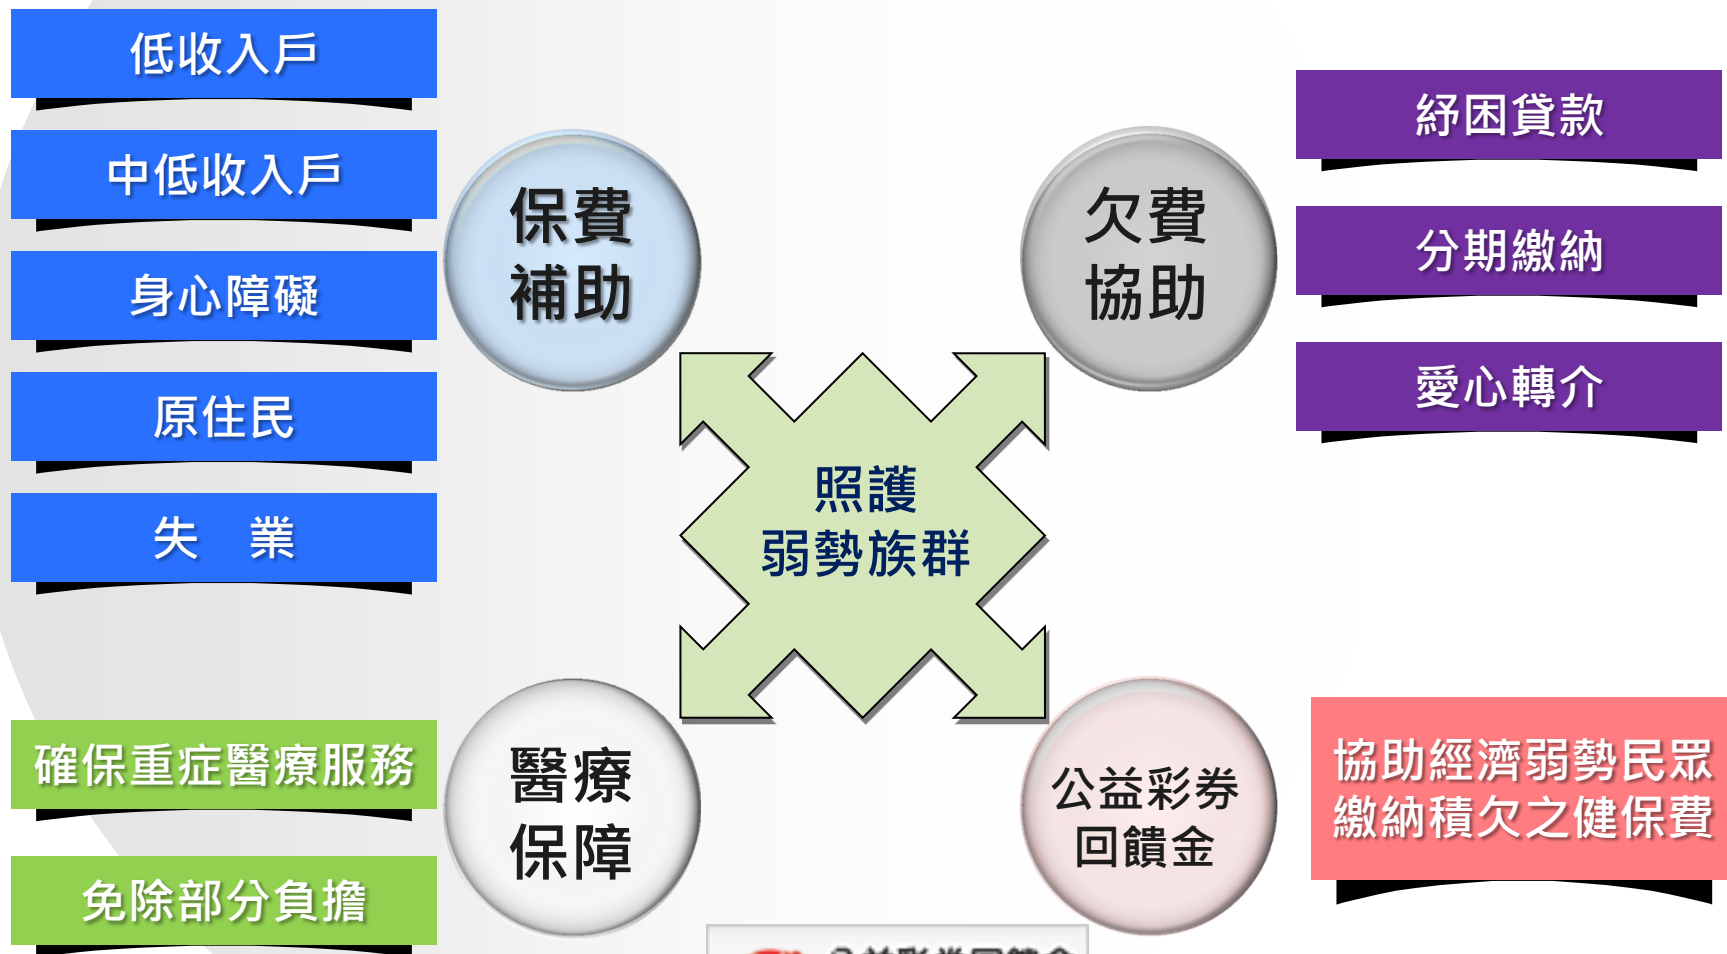 低收入戶
中低收入戶
身心障礙
原住民
失 業
保費
補助
欠費
協助
紓困貸款
分期繳納
愛心轉介
照護
弱勢族群
確保重症醫療服務
免除部分負擔
醫療
保障
公益彩券
回饋金
協助經濟弱勢民眾
繳納積欠之健保費